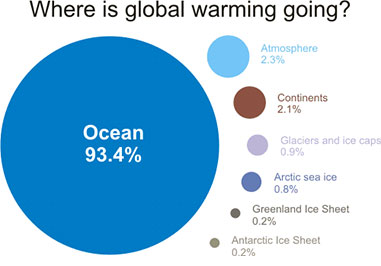 Where is global warming going?
Ocean
93.4%
Atmosphere
2.3%
Continents
2.1%
Glaciers and ice caps
0.9%
Arctic sea ice
0.8%
Greenland Ice Sheet
0.2%
Antarctic Ice Sheet
0.2%